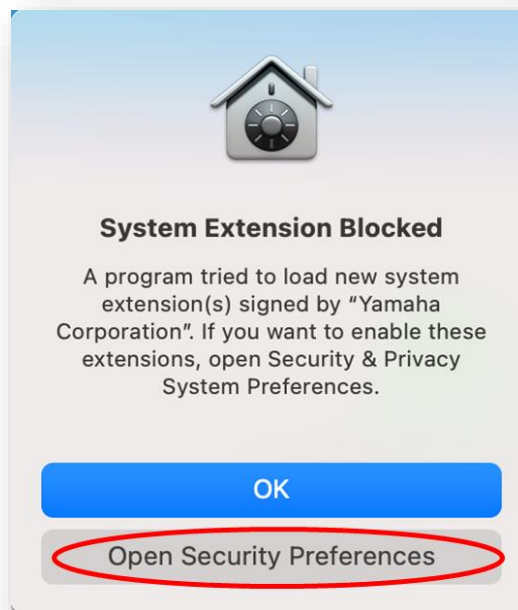 System Extension Blocked
A program tried to load new system
extension(s) signed by “Yamaha
Corporation”. If you want to enable these
extensions, open Security & Privacy
System Preferences.
OK
Open Security Preferences